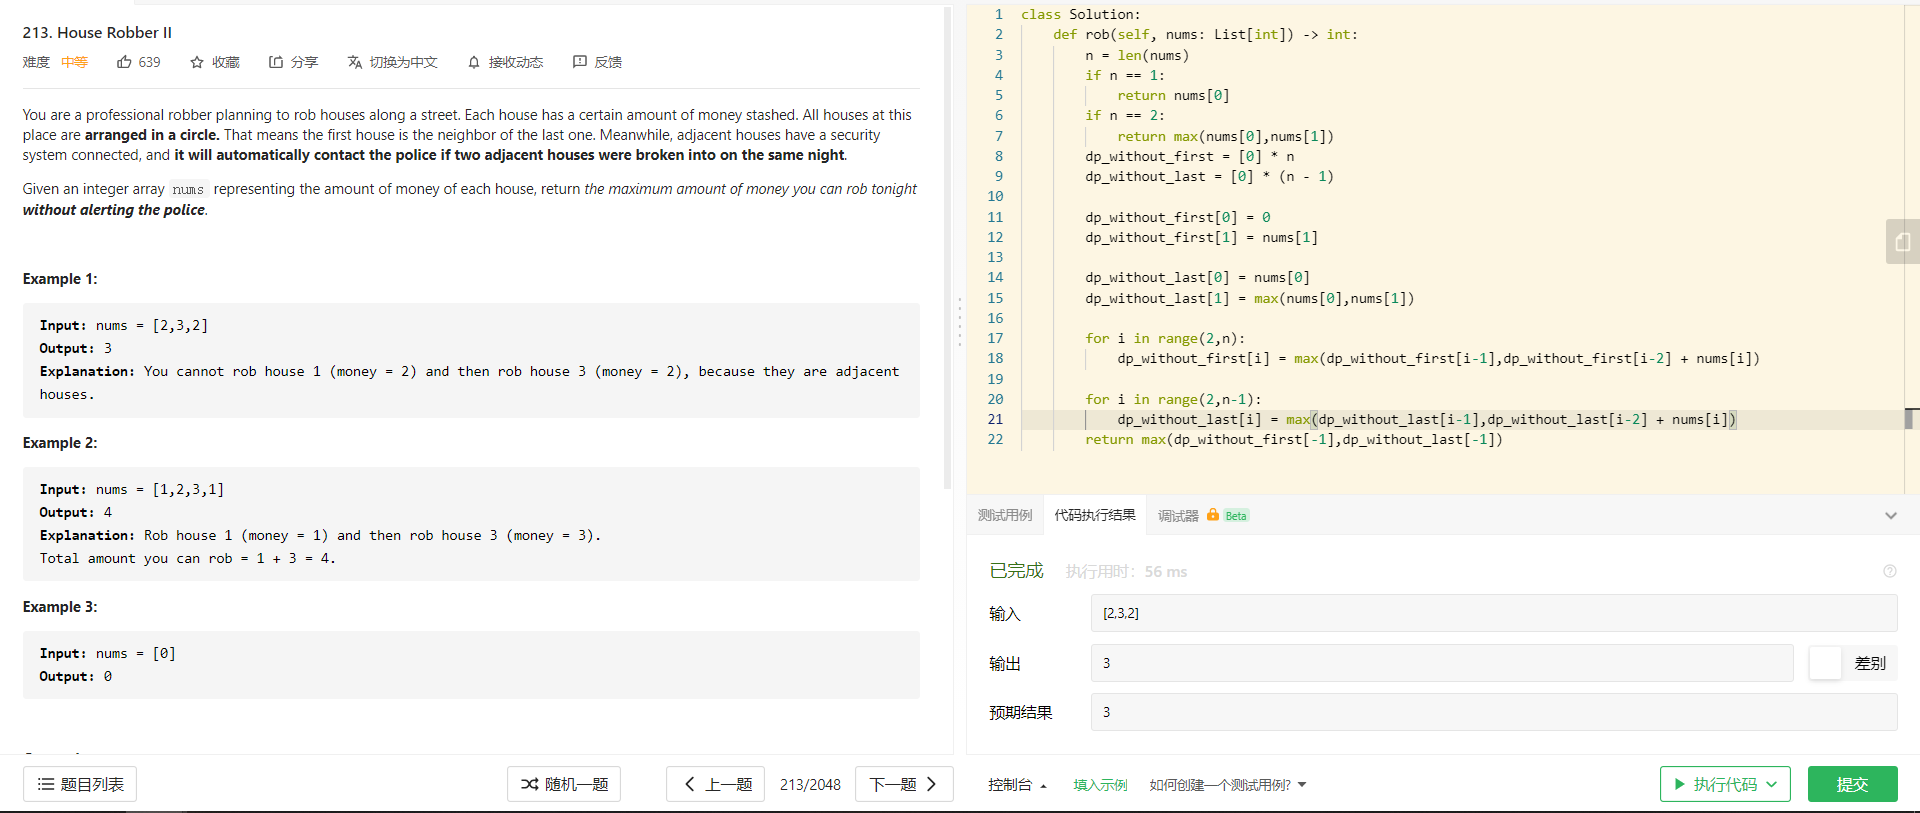 213. House Robber II
难度 中等 639 收藏 分享 切换为中文 接收动态 反馈
You are a professional robber planning to rob houses along a street. Each house has a certain amount of money stashed. All houses at this
place are arranged in a circle. That means the first house is the neighbor of the last one. Meanwhile, adjacent houses have a security
system connected, and it will automatically contact the police if two adjacent houses were broken into on the same night.
Given an integer array nums representing the amount of money of each house, return the maximum amount of money you can rob tonight
without alerting the police.
Example 1:
Input: nums = [2,3,2]
Output: 3
Explanation: You cannot rob house 1 (money = 2) and then rob house 3 (money = 2), because they are adjacent
houses.
Example 2:
Input: nums = [1,2,3,1]
Output: 4
Explanation: Rob house 1 (money = 1) and then rob house 3 (money = 3).
Total amount you can rob = 1 + 3 = 4.
Example 3:
Input: nums = [0]
Output: 0
题目列表 随机一题 上一题 213/2048 下一题
1 class Solution:
2 def rob(self, nums: List[int]) -> int:
3 n = len(nums)
4 if n == 1:
5 return nums[0]
6 if n == 2:
7 return max(nums[0],nums[1])
8 dp_without_first = [0] * n
9 dp_without_last = [0] * (n - 1)
10
11 dp_without_first[0] = 0
12 dp_without_first[1] = nums[1]
13
14 dp_without_last[0] = nums[0]
15 dp_without_last[1] = max(nums[0],nums[1])
16
17 for i in range(2,n):
18 dp_without_first[i] = max(dp_without_first[i-1],dp_without_first[i-2] + nums[i])
19
20 for i in range(2,n-1):
21 dp_without_last[i] = max(dp_without_last[i-1],dp_without_last[i-2] + nums[i])
22 return max(dp_without_first[-1],dp_without_last[-1])
测试用例 代码执行结果 调试器 Beta
已完成 执行用时: 56 ms
输入 [2,3,2]
输出 3 差别
预期结果 3
控制台 填入示例 如何创建一个测试用例? 执行代码 提交